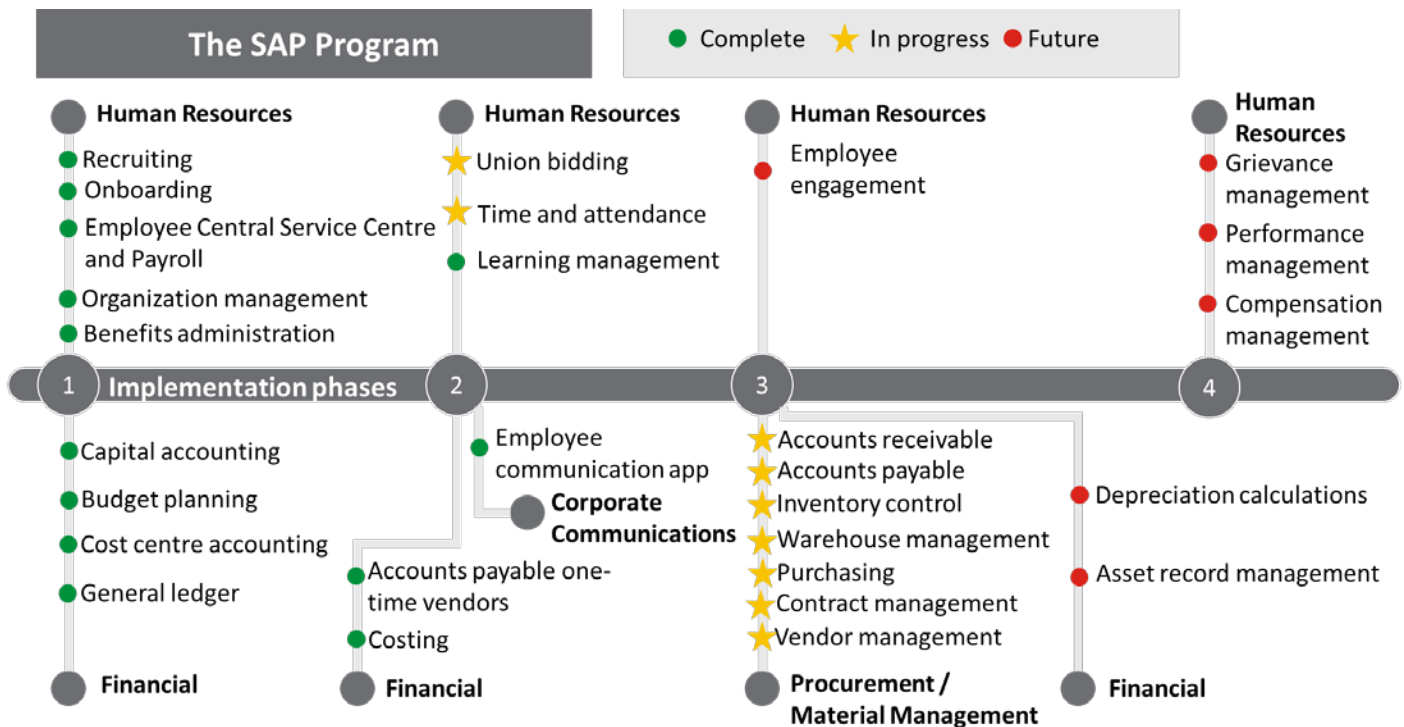 The SAP Program
Complete
In progress
Future
Human Resources
Recruiting
Onboarding
Employee Central Service Centre
and Payroll
Organization management
Benefits administration
Human Resources
Union bidding
Time and attendance
Learning management
Human Resources
Employee
engagement
Human
Resources
Grievance
management
Performance
management
Compensation
management
1
Implementation phases
2
3
4
Capital accounting
Budget planning
Cost centre accounting
General ledger
Financial
Accounts payable one-
time vendors
Costing
Financial
Employee
communication app
Corporate
Communications
Accounts receivable
Accounts payable
Inventory control
Warehouse management
Purchasing
Contract management
Vendor management
Procurement /
Material Management
Depreciation calculations
Asset record management
Financial